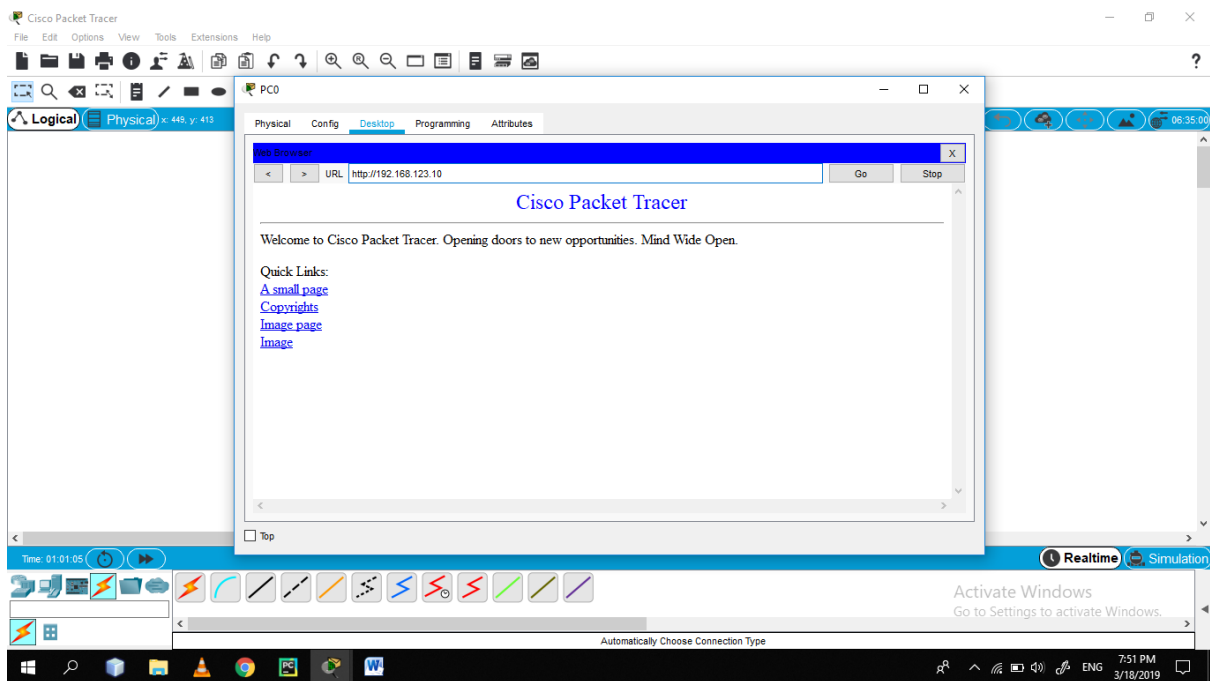 Cisco Packet Tracer
File Edit Options View Tools Extensions Help
?
PC0
Logical Physical x: 449, y: 413
06:35:00
Physical Config Desktop Programming Attributes
Web Browser X
< > URL http://192.168.123.10 Go Stop
Cisco Packet Tracer
Welcome to Cisco Packet Tracer. Opening doors to new opportunities. Mind Wide Open.
Quick Links:
A small page
Copyrights
Image page
Image
Top
Time: 01:01:05
Realtime Simulation
Activate Windows
Go to Settings to activate Windows.
Automatically Choose Connection Type
ENG
7:51 PM
3/18/2019